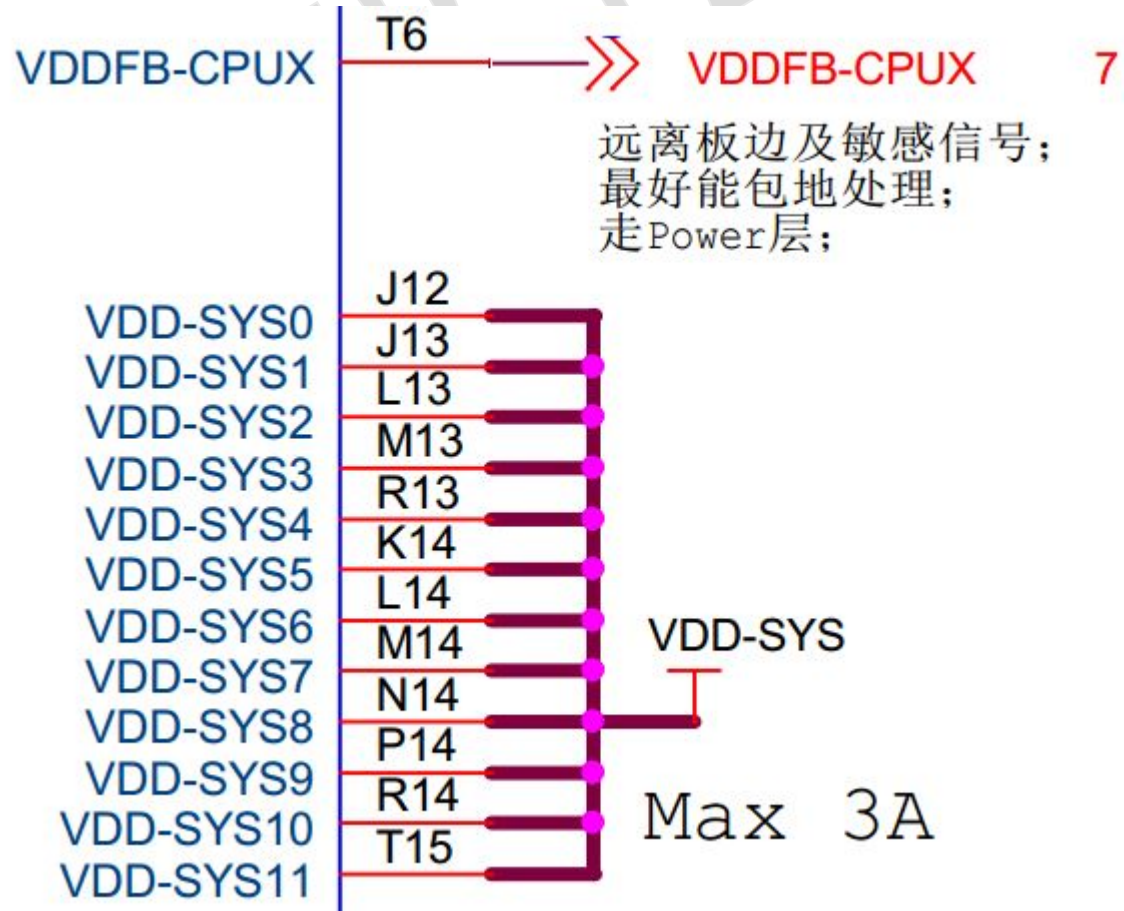 VDDFB-CPUX T6 VDDFB-CPUX 7
远离板边及敏感信号;
最好能包地处理;
走Power层;
VDD-SYS0 J12
VDD-SYS1 J13
VDD-SYS2 L13
VDD-SYS3 M13
VDD-SYS4 R13
VDD-SYS5 K14
VDD-SYS6 L14
VDD-SYS7 M14 VDD-SYS
VDD-SYS8 N14
VDD-SYS9 P14
VDD-SYS10 R14 Max 3A
VDD-SYS11 T15